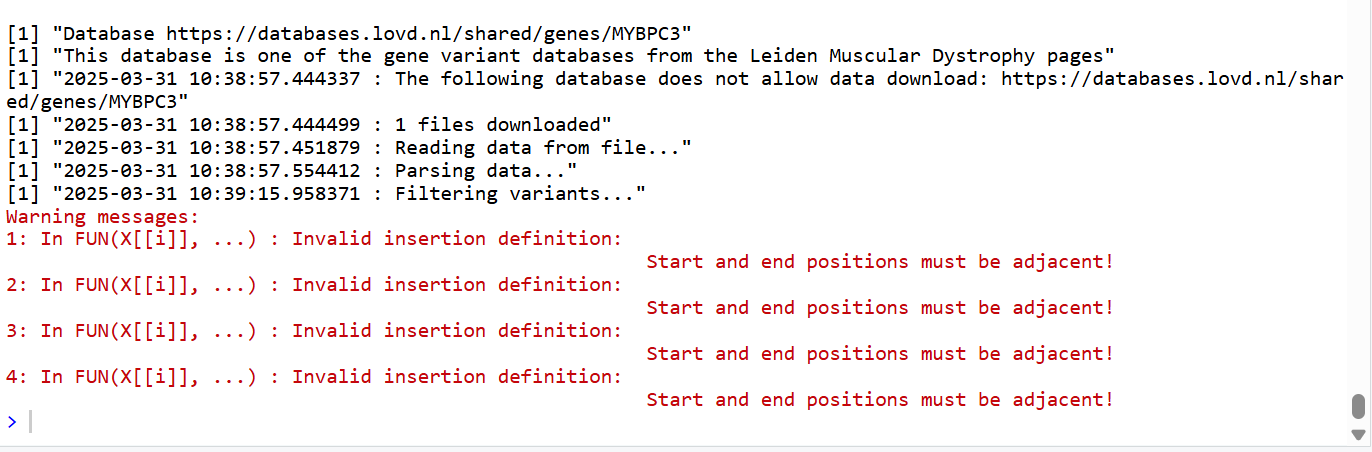 [1] "Database https://databases.lovd.nl/shared/genes/MYBPC3"
[1] "This database is one of the gene variant databases from the Leiden Muscular Dystrophy pages"
[1] "2025-03-31 10:38:57.444337 : The following database does not allow data download: https://databases.lovd.nl/shar
ed/genes/MYBPC3"
[1] "2025-03-31 10:38:57.444499 : 1 files downloaded"
[1] "2025-03-31 10:38:57.451879 : Reading data from file..."
[1] "2025-03-31 10:38:57.554412 : Parsing data..."
[1] "2025-03-31 10:39:15.958371 : Filtering variants..."
Warning messages:
1: In FUN(X[[i]], ...) : Invalid insertion definition:
Start and end positions must be adjacent!
2: In FUN(X[[i]], ...) : Invalid insertion definition:
Start and end positions must be adjacent!
3: In FUN(X[[i]], ...) : Invalid insertion definition:
Start and end positions must be adjacent!
4: In FUN(X[[i]], ...) : Invalid insertion definition:
Start and end positions must be adjacent!
>